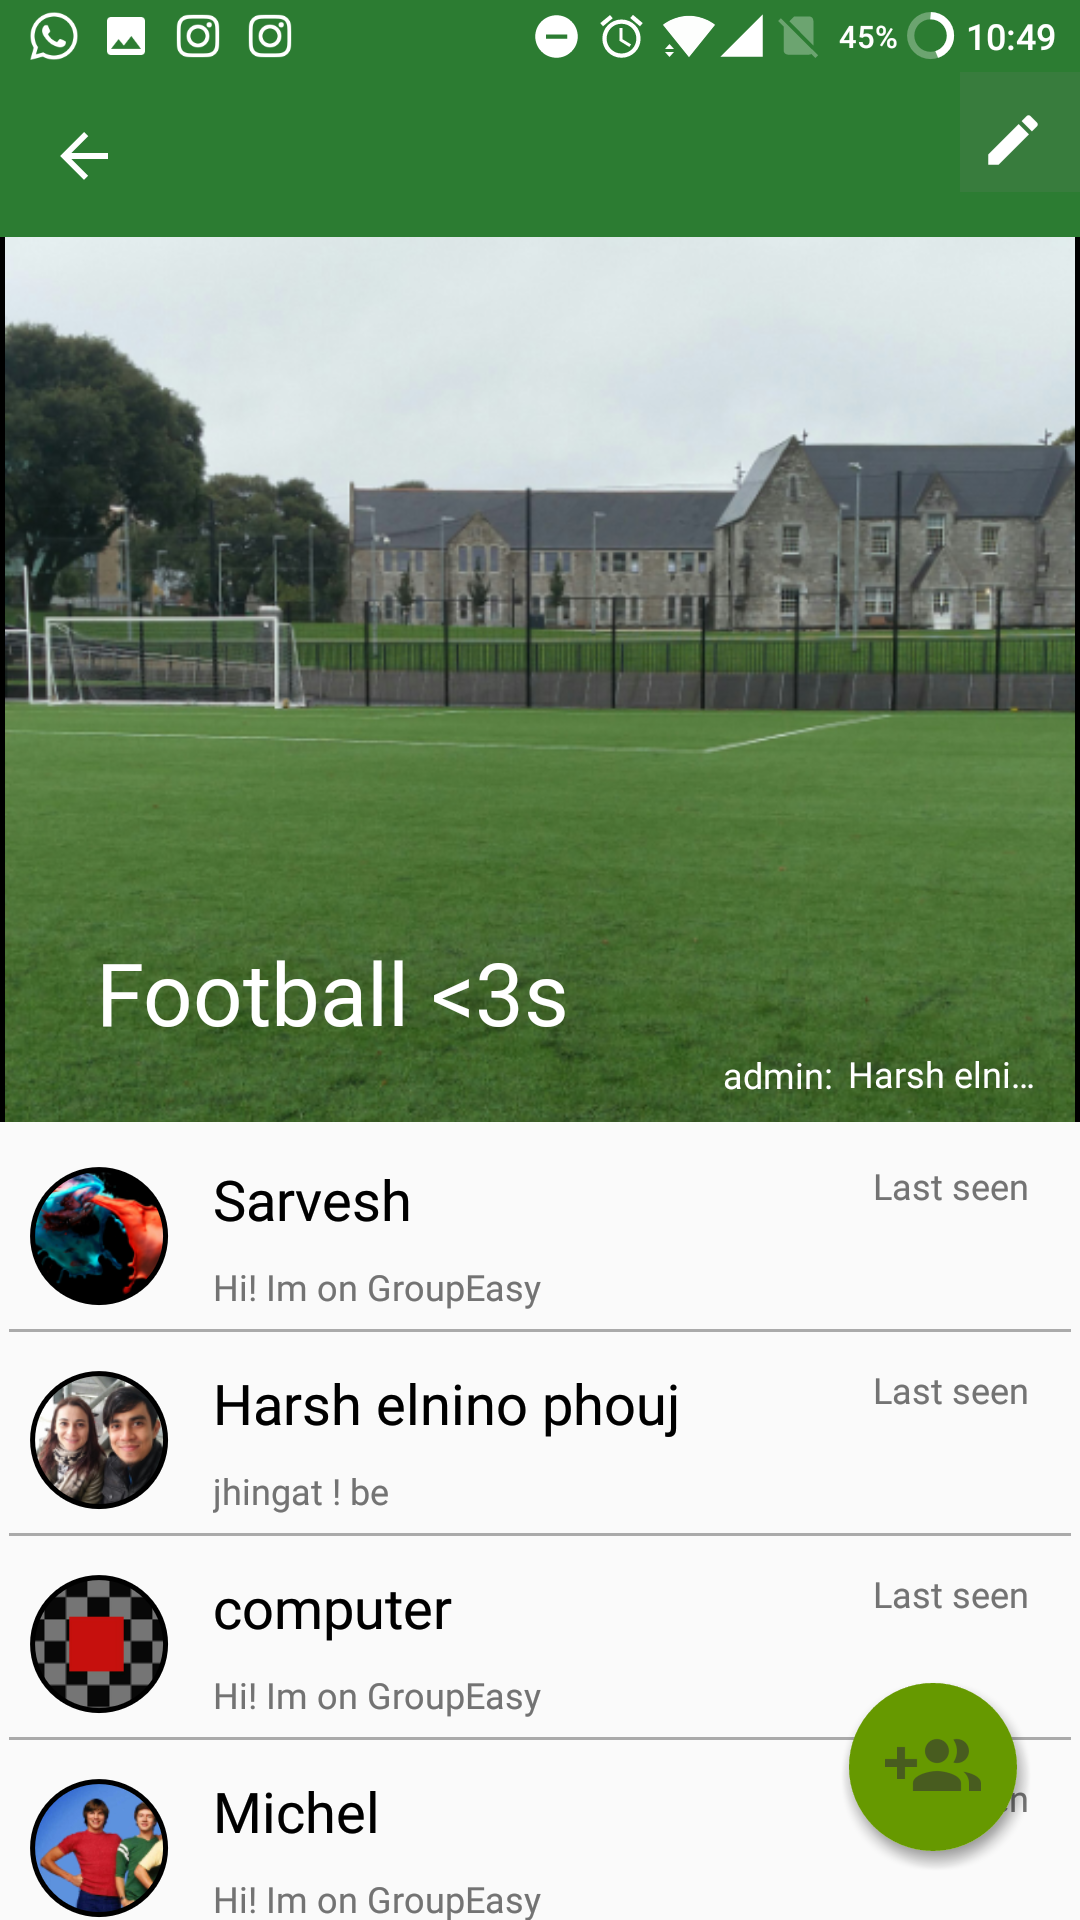 45% 10:49
Football <3s
admin: Harsh elni...
Sarvesh
Last seen
Hi! Im on GroupEasy
Harsh elnino phouj
Last seen
jhingat ! be
computer
Last seen
Hi! Im on GroupEasy
Michel
Hi! Im on GroupEasy